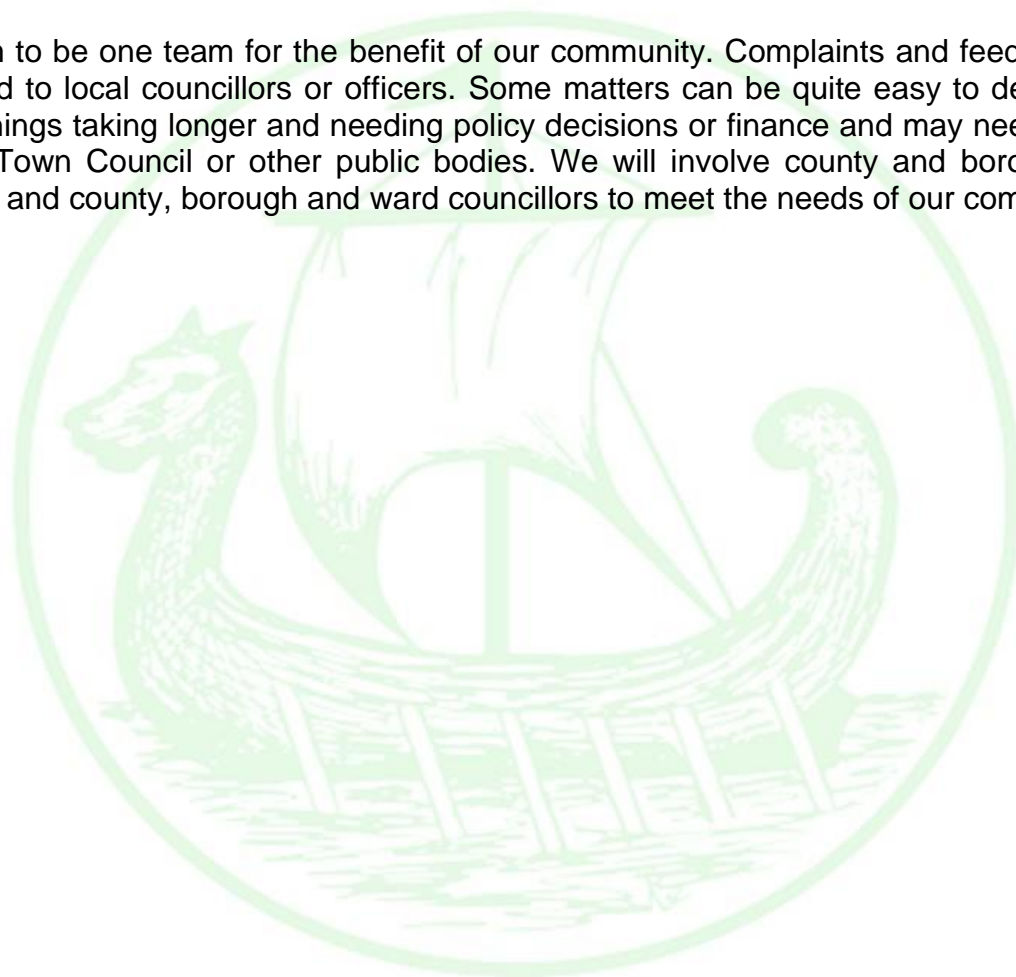 to be one team for the benefit of our community. Complaints and feed
to local councillors or officers. Some matters can be quite easy to de
taking longer and needing policy decisions or finance and may nee
Town Council or other public bodies. We will involve county and boro
and county, borough and ward councillors to meet the needs of our com